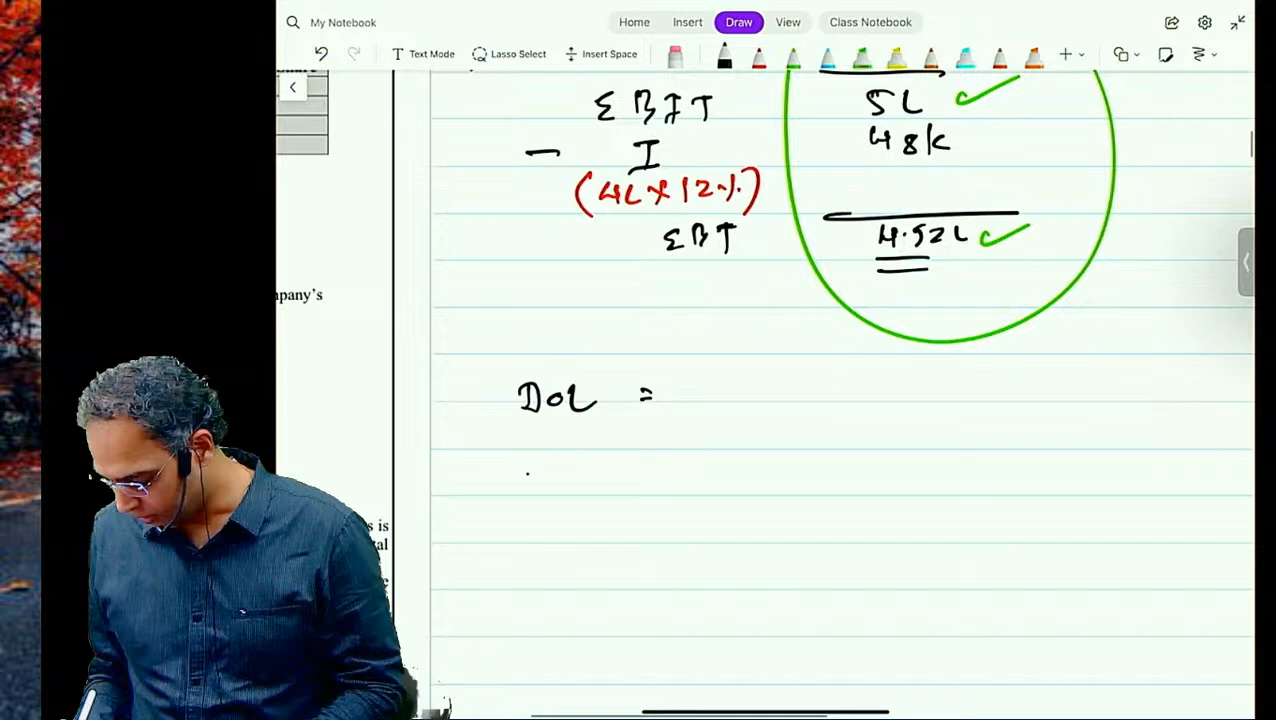 My Notebook
Home Insert Draw View Class Notebook
Text Mode Lasso Select Insert Space
EBIT 5L
- I 48K
(4L x 12%)
EBT 4.52L
pany's
DOL =
s is
tal